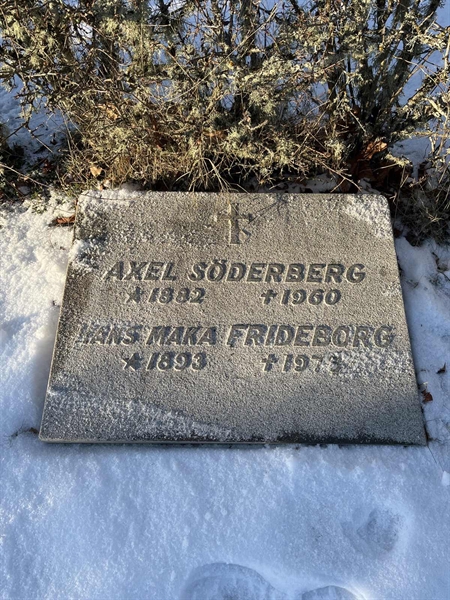 AXEL SÖDERBERG
*1882 †1960
HANS MAKA FRIDEBORG
*1893